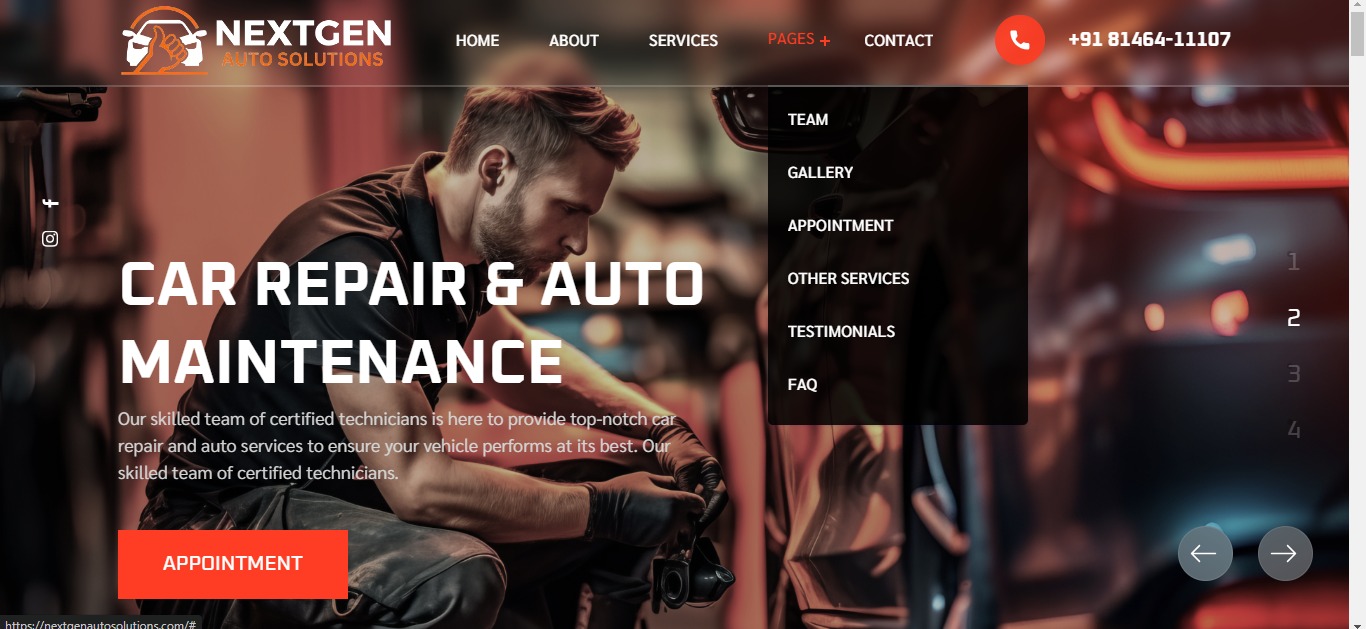 NEXTGEN
AUTO SOLUTIONS
HOME
ABOUT
SERVICES
PAGES +
CONTACT
+91 81464-11107
TEAM
GALLERY
APPOINTMENT
OTHER SERVICES
TESTIMONIALS
FAQ
CAR REPAIR & AUTO
MAINTENANCE
Our skilled team of certified technicians is here to provide top-notch car
repair and auto services to ensure your vehicle performs at its best. Our
skilled team of certified technicians.
APPOINTMENT
1
2
3
4
https://nextgenautosolutions.com/#